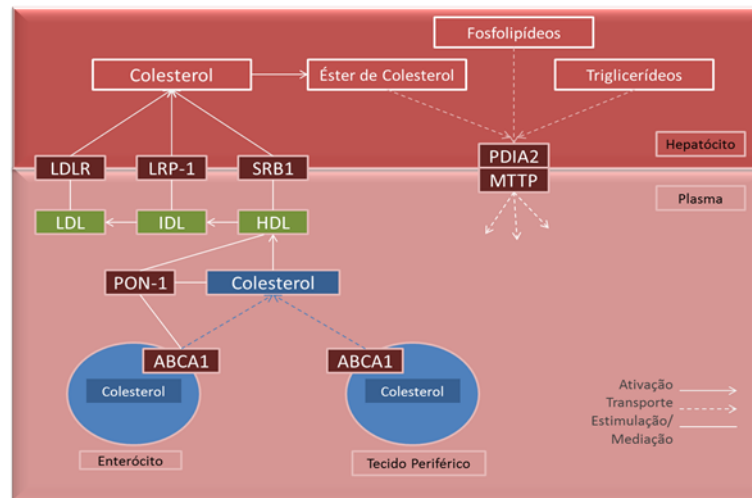 Fosfolipídeos
Colesterol
Éster de Colesterol
Triglicerídeos
Hepatócito
LDLR
LRP-1
SRB1
PDIA2
MTTP
Plasma
LDL
IDL
HDL
PON-1
Colesterol
ABCA1
ABCA1
Colesterol
Colesterol
Enterócito
Tecido Periférico
Ativação
Transporte
Estimulação/
Mediação